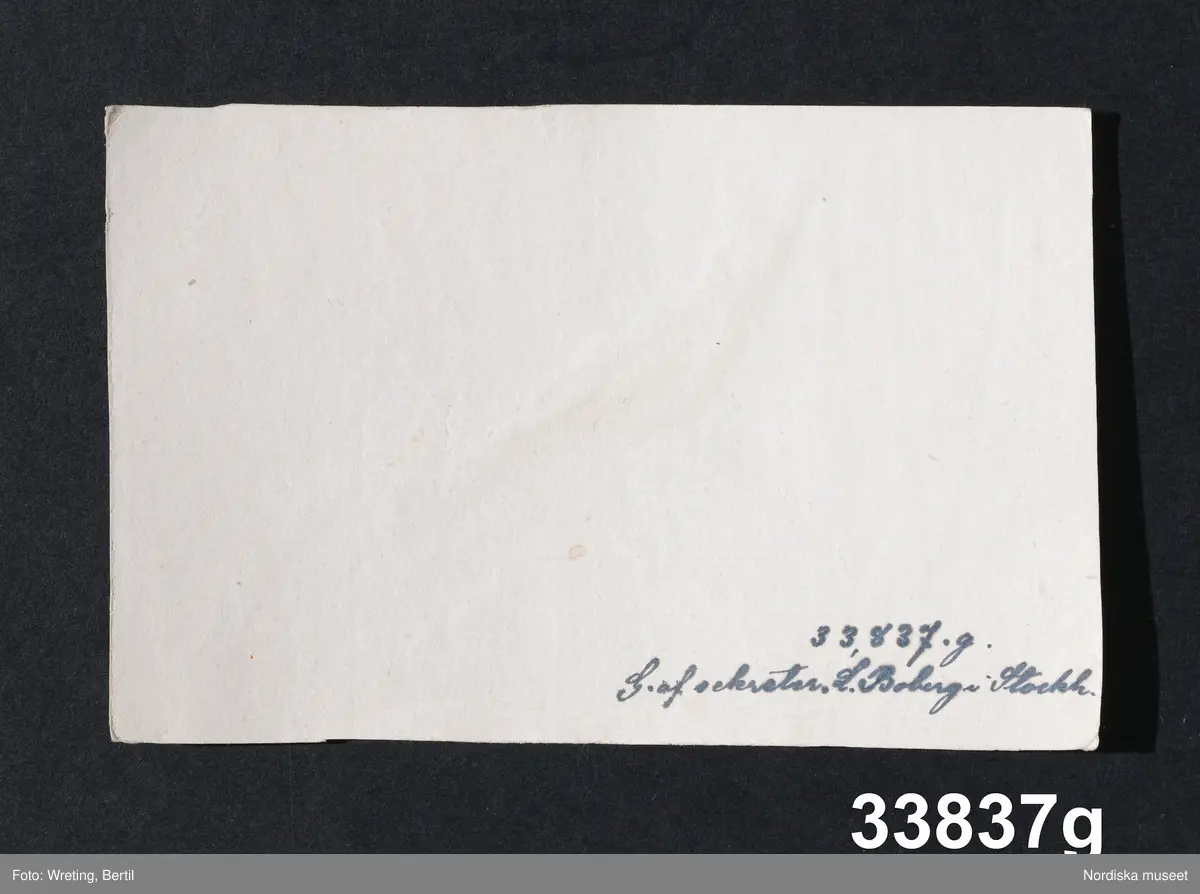 33,837.g.
G. af sekreter. L. Boberg i Stockh.
33837g
Foto: Wreting, Bertil
Nordiska museet